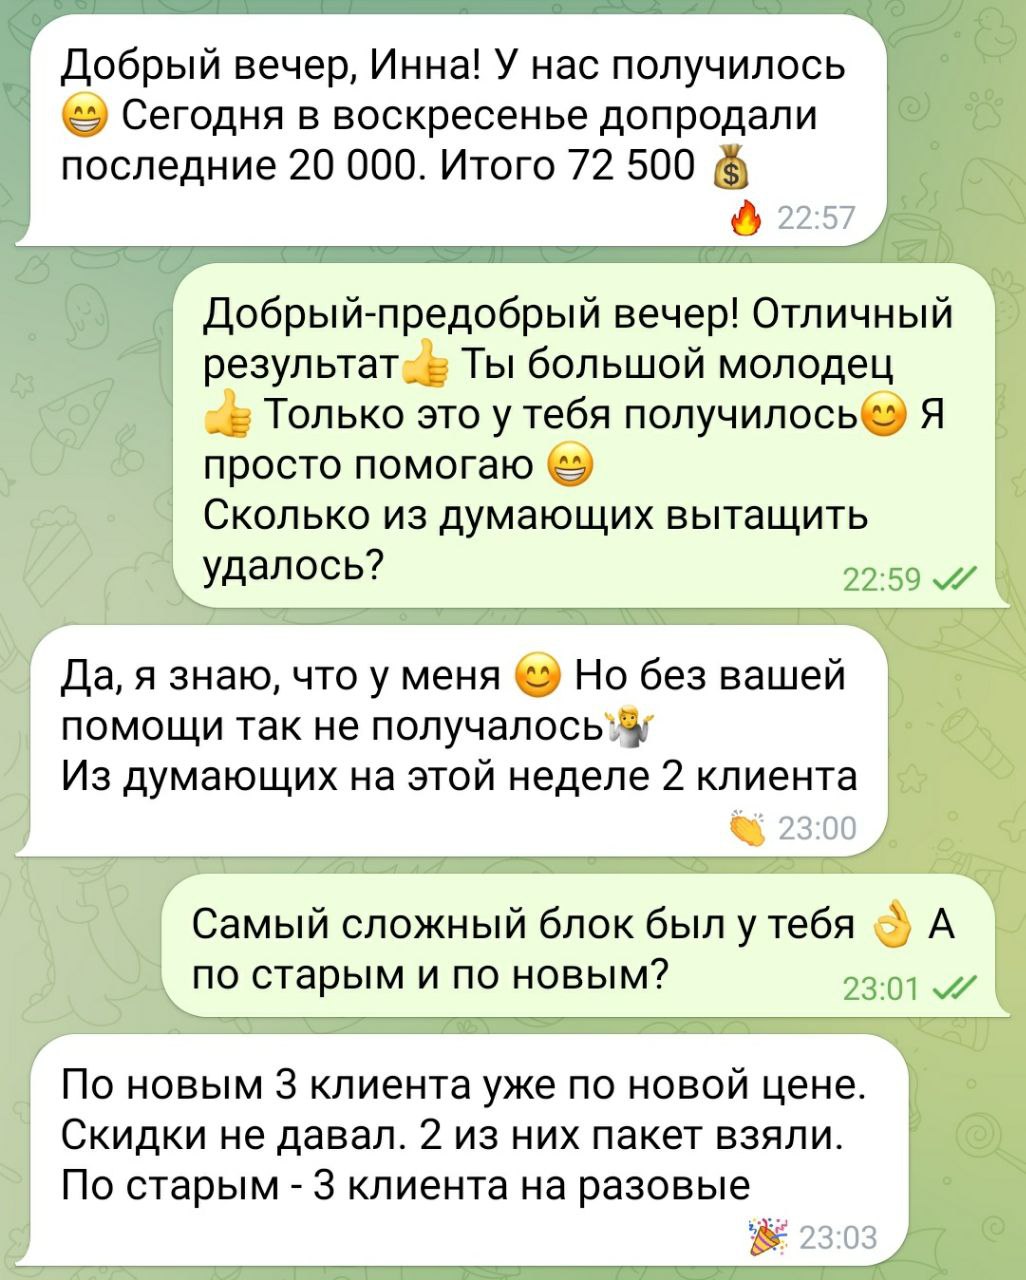 Добрый вечер, Инна! У нас получилось
😁 Сегодня в воскресенье допродали
последние 20 000. Итого 72 500 💰
🔥 22:57
Добрый-предобрый вечер! Отличный
результат👍 Ты большой молодец
👍 Только это у тебя получилось😊 Я
просто помогаю 😁
Сколько из думающих вытащить
удалось?
22:59
Да, я знаю, что у меня 😊 Но без вашей
помощи так не получалось🤷
Из думающих на этой неделе 2 клиента
👏 23:00
Самый сложный блок был у тебя 👌 А
по старым и по новым?
23:01
По новым 3 клиента уже по новой цене.
Скидки не давал. 2 из них пакет взяли.
По старым - 3 клиента на разовые
🎉 23:03